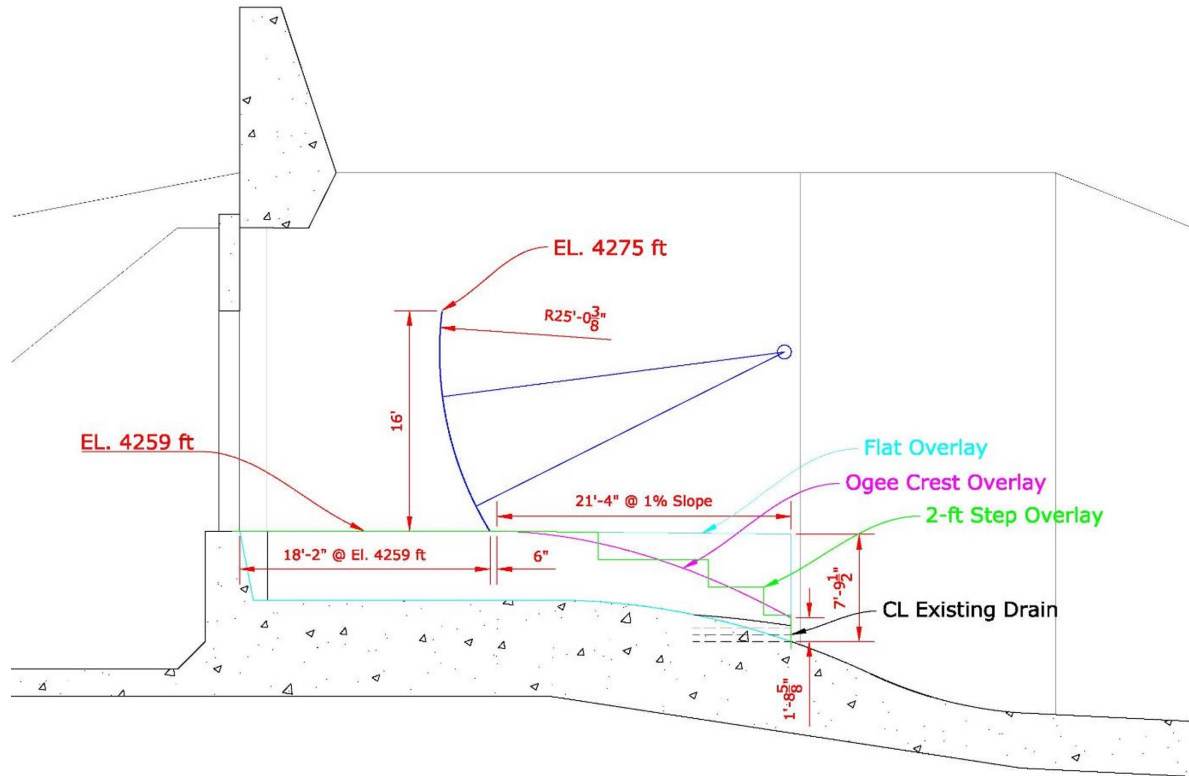 EL. 4275 ft
R25'-0 3/8"
16'
EL. 4259 ft
Flat Overlay
Ogee Crest Overlay
21'-4" @ 1% Slope
2-ft Step Overlay
18'-2" @ El. 4259 ft
6"
7'-9 1/2"
CL Existing Drain
1'-8 5/8"